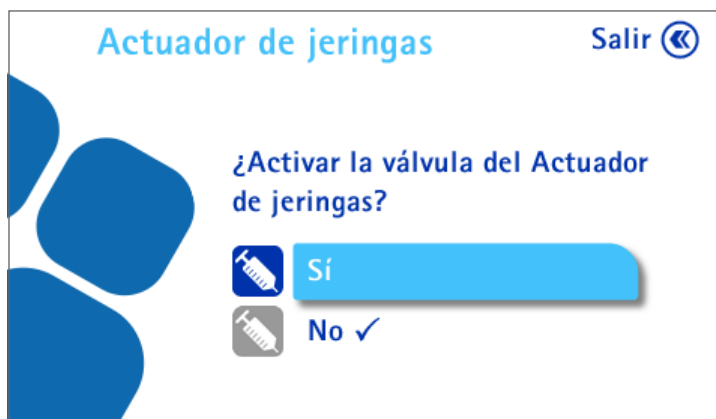 Actuador de jeringas
Salir
¿Activar la válvula del Actuador
de jeringas?
Sí
No ✓